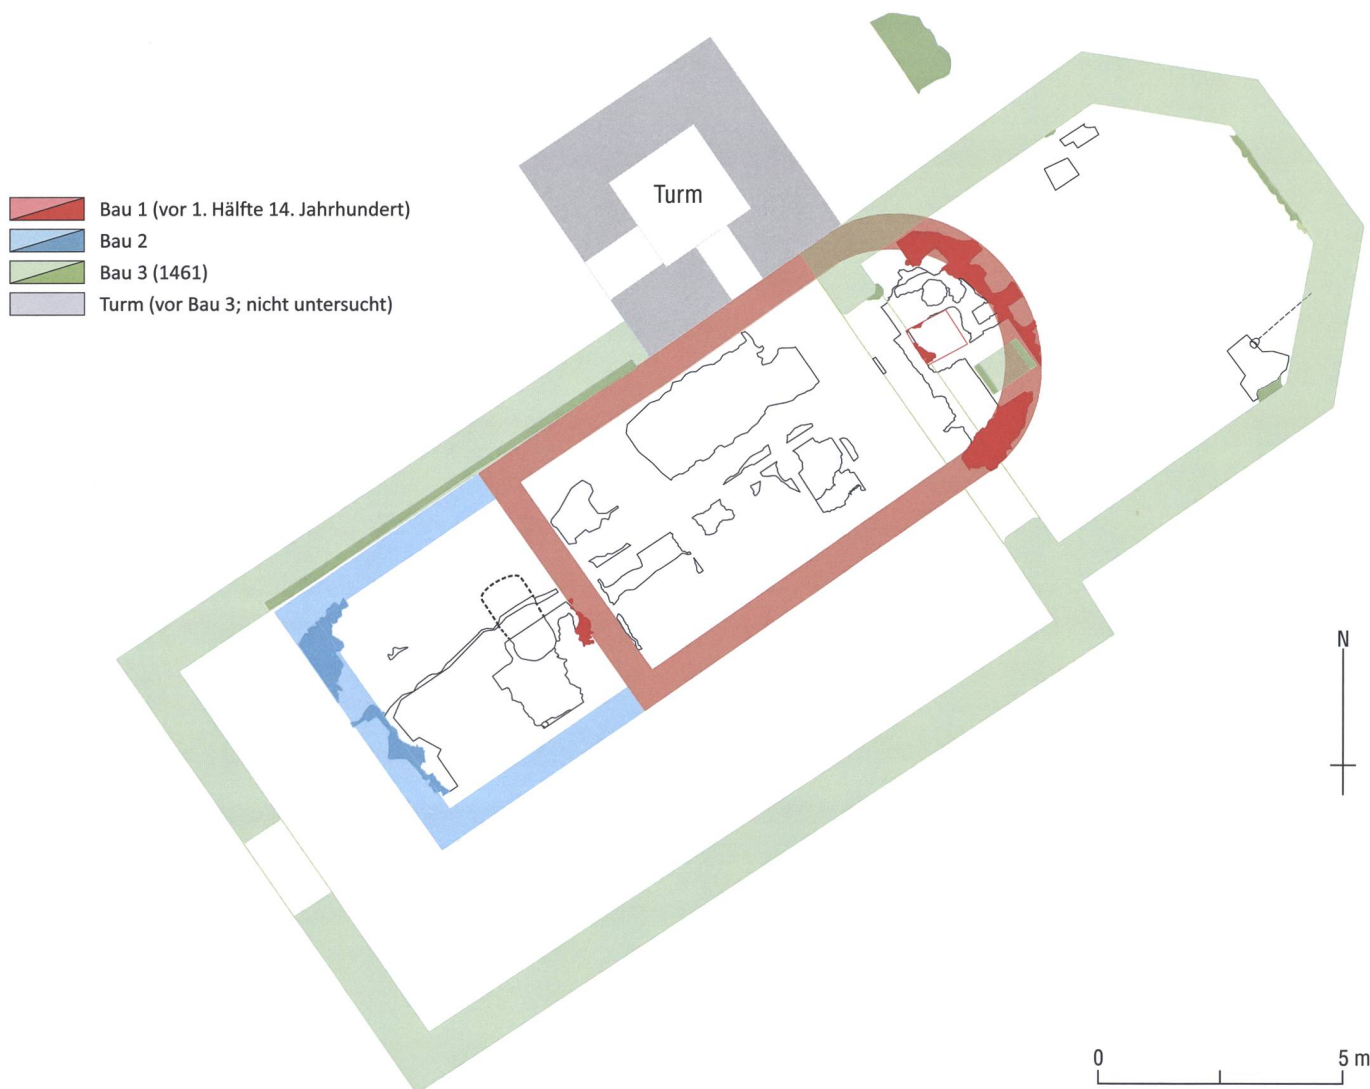 Turm
Bau 1 (vor 1. Hälfte 14. Jahrhundert)
Bau 2
Bau 3 (1461)
Turm (vor Bau 3; nicht untersucht)
N
0 5 m